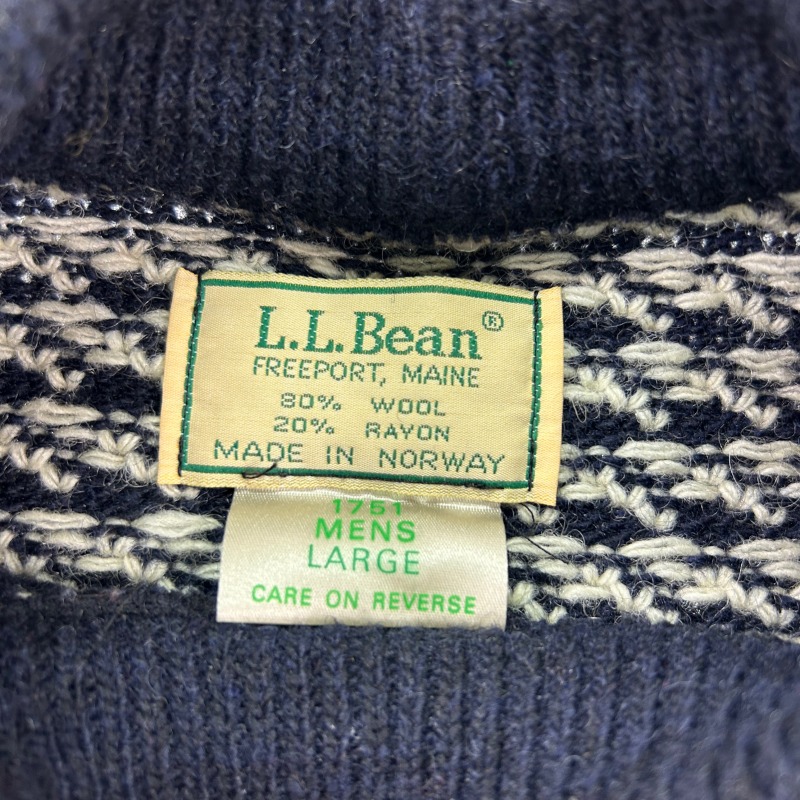 L.L.Bean®
FREEPORT, MAINE
80% WOOL
20% RAYON
MADE IN NORWAY
1751
MENS
LARGE
CARE ON REVERSE